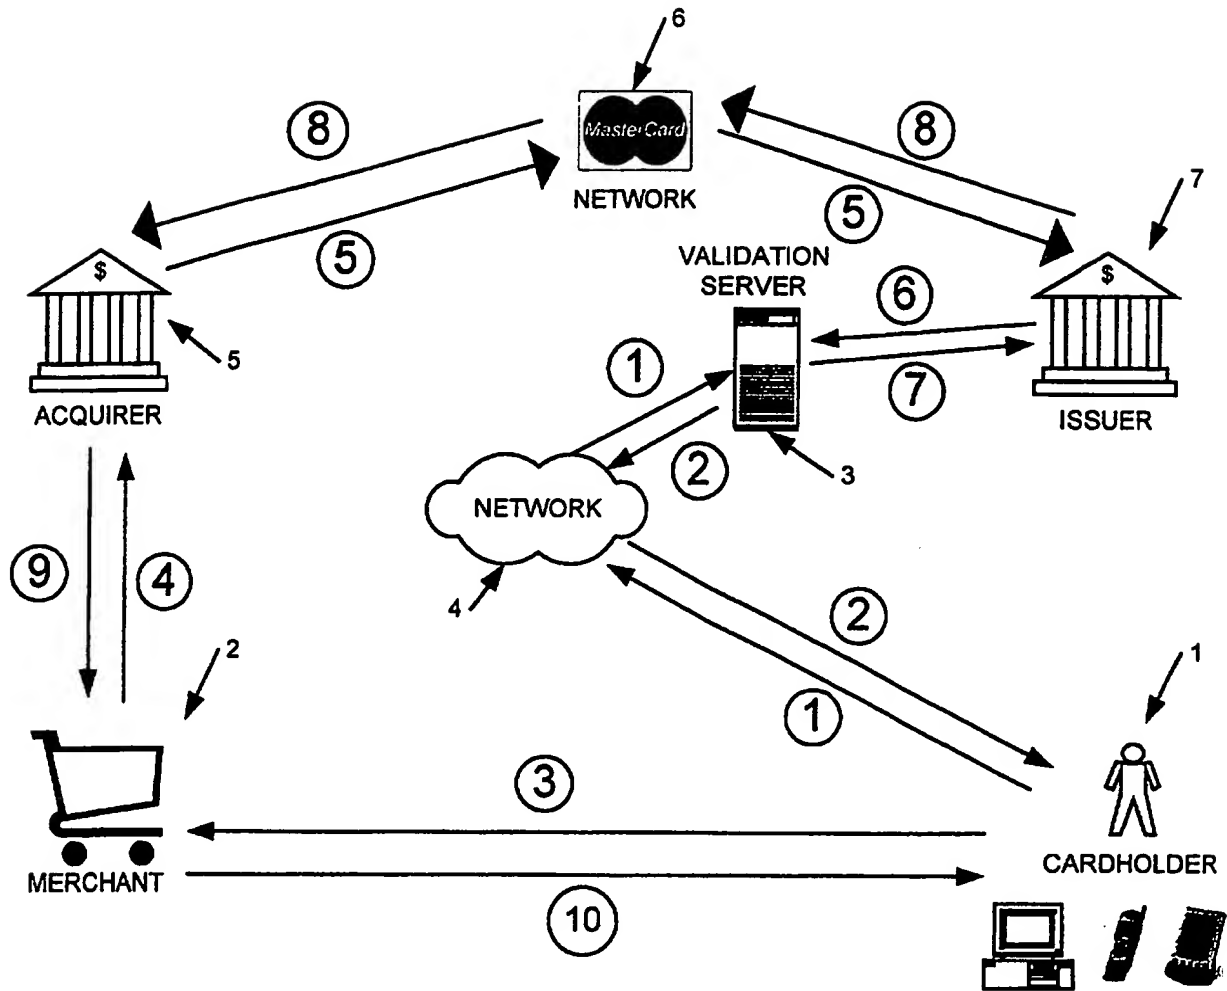 6
8
MasterCard
8
NETWORK
7
5
5
VALIDATION
SERVER
$
$
6
1
5
7
ACQUIRER
ISSUER
2
3
NETWORK
9
4
4
2
2
1
1
3
MERCHANT
CARDHOLDER
10